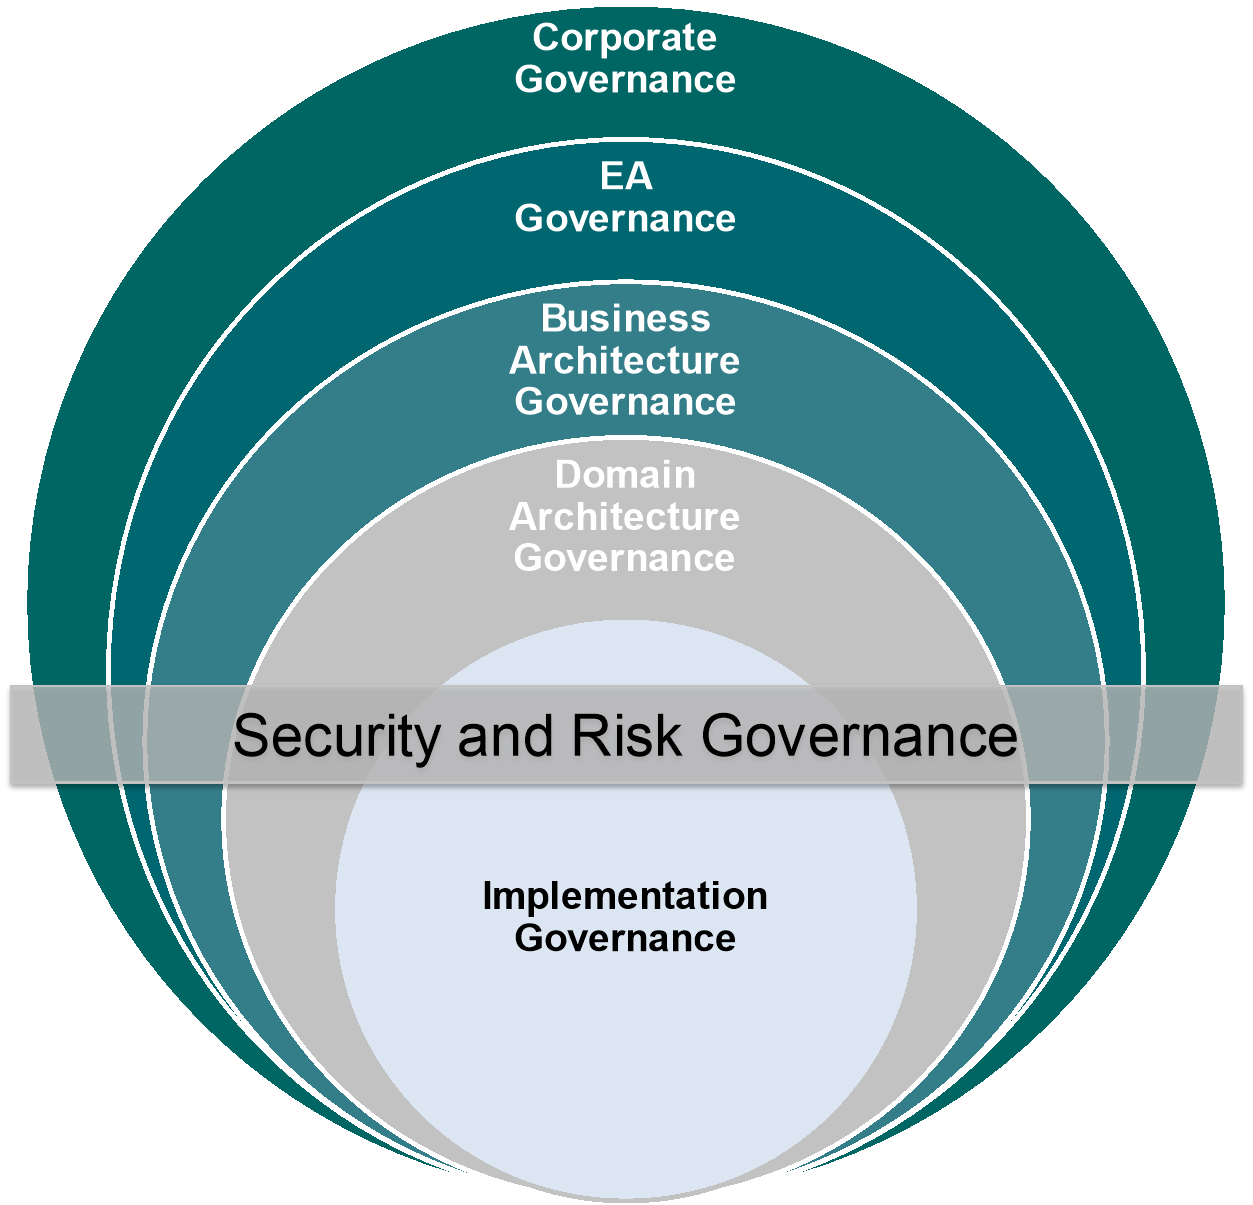 Corporate
Governance
EA
Governance
Business
Architecture
Governance
Domain
Architecture
Governance
Security and Risk Governance
Implementation
Governance